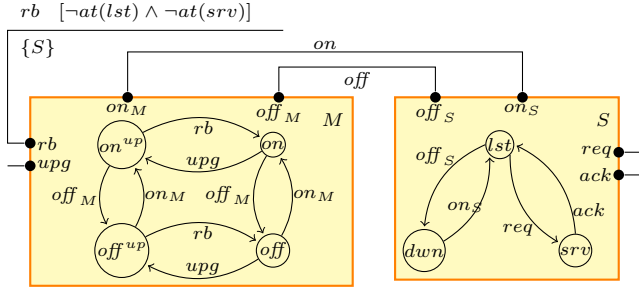 rb [¬at(lst) ∧ ¬at(srv)]
{S}
on
off
on_M off_M M
off_S on_S S
rb
upg
on^up rb on
upg
off_M on_M off_M on_M
off^up rb off
upg
lst
off_S
on_S
req
ack
dwn srv
req
ack